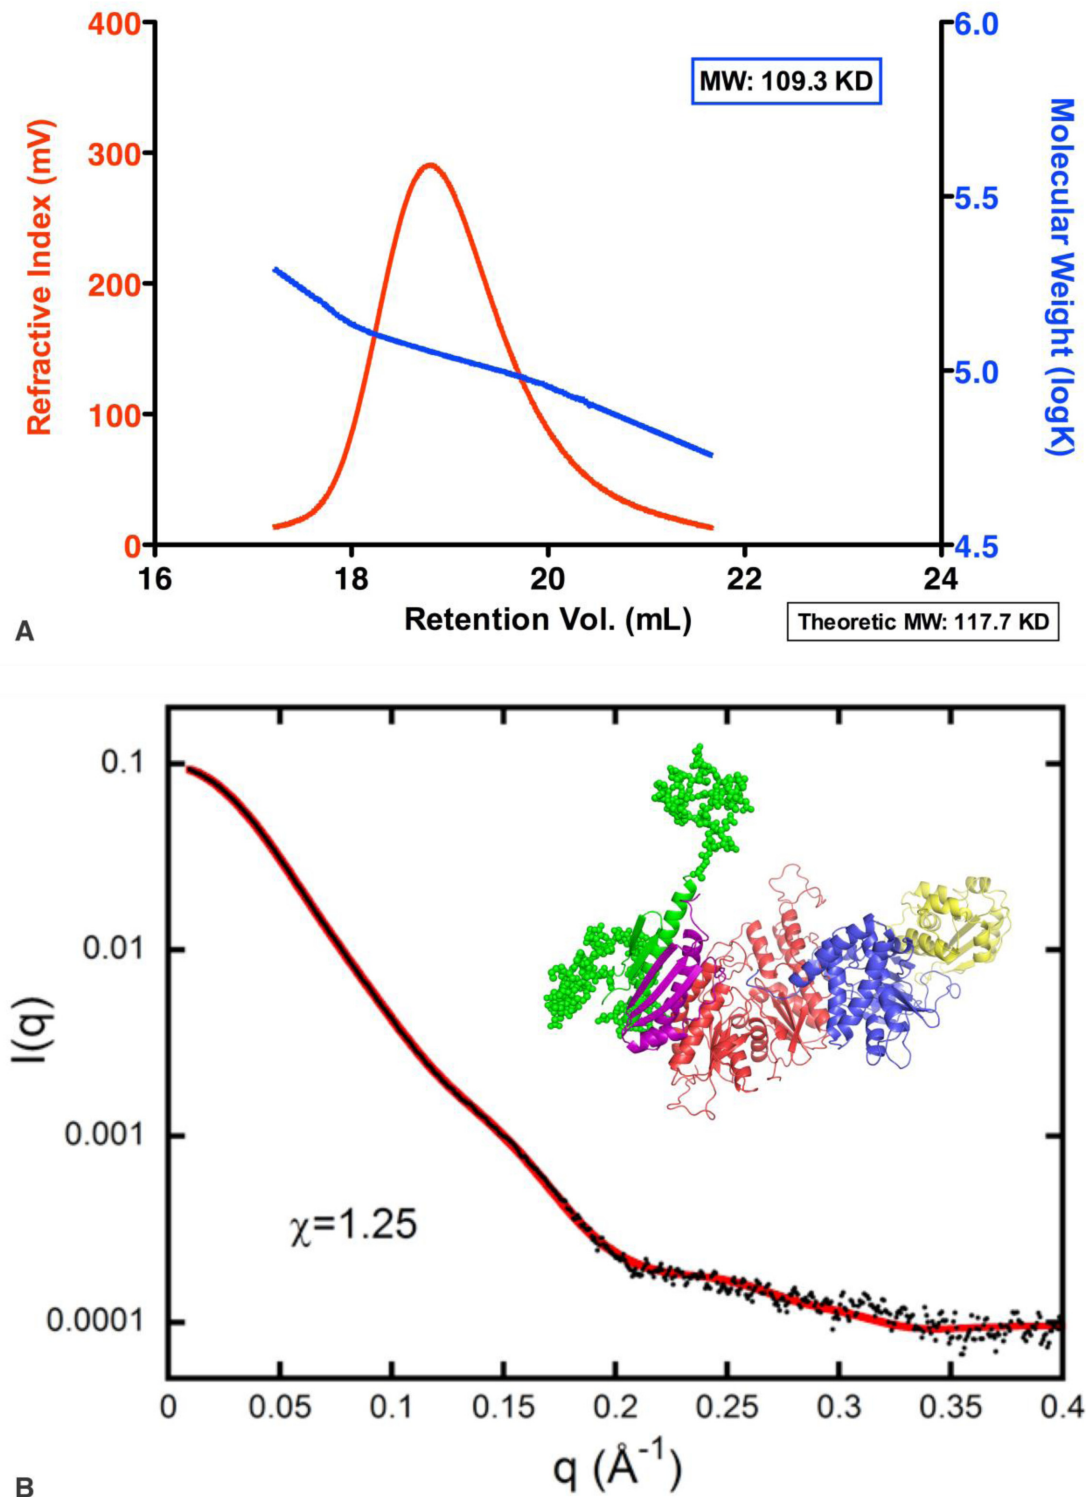 400
300
200
100
0
Refractive Index (mV)
MW: 109.3 KD
6.0
5.5
5.0
4.5
Molecular Weight (logK)
16 18 20 22 24
Retention Vol. (mL)
Theoretic MW: 117.7 KD
A
0.1
0.01
0.001
0.0001
I(q)
χ=1.25
0 0.05 0.1 0.15 0.2 0.25 0.3 0.35 0.4
q (Å⁻¹)
B